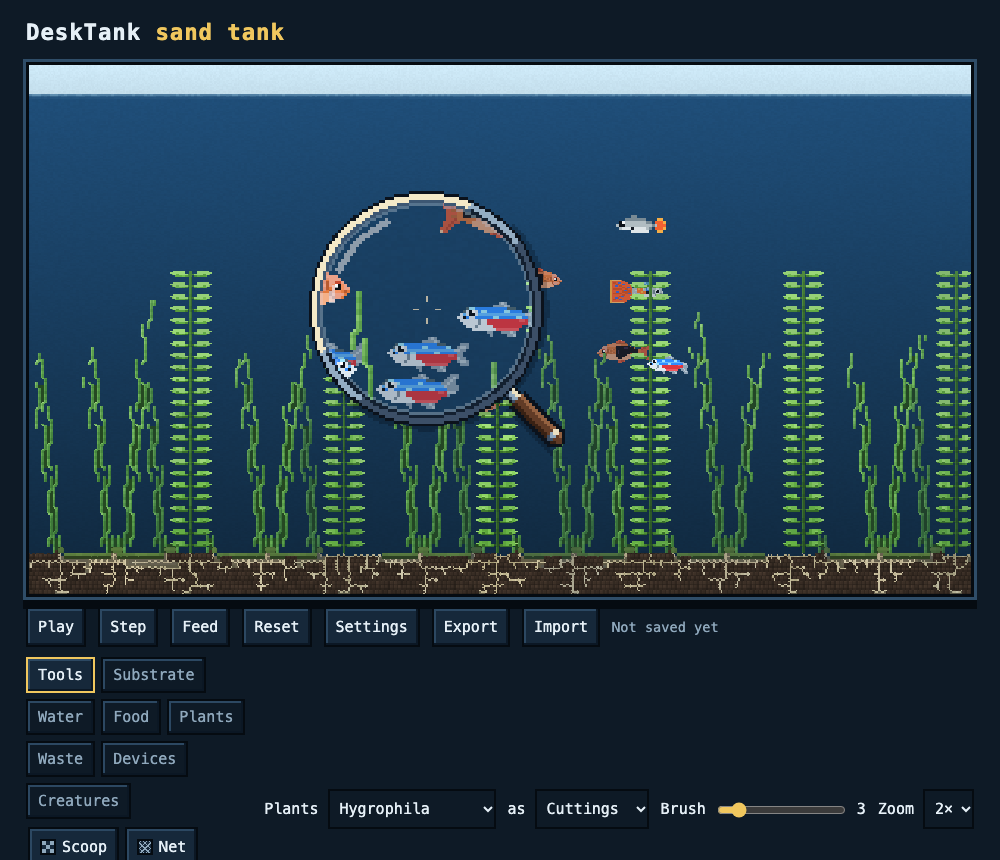 DeskTank sand tank
Play Step Feed Reset Settings Export Import Not saved yet
Tools Substrate
Water Food Plants
Waste Devices
Creatures
Plants Hygrophila as Cuttings Brush 3 Zoom 2×
Scoop Net